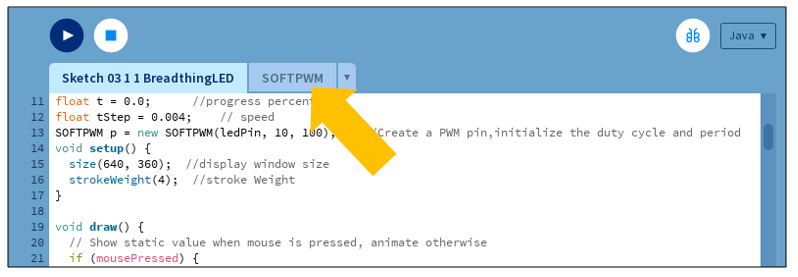 Java ▾
Sketch 03 1 1 BreadthingLED SOFTPWM ▾
11 float t = 0.0; //progress percent
12 float tStep = 0.004; // speed
13 SOFTPWM p = new SOFTPWM(ledPin, 10, 100); /Create a PWM pin,initialize the duty cycle and period
14 void setup() {
15 size(640, 360); //display window size
16 strokeWeight(4); //stroke Weight
17 }
18
19 void draw() {
20 // Show static value when mouse is pressed, animate otherwise
21 if (mousePressed) {